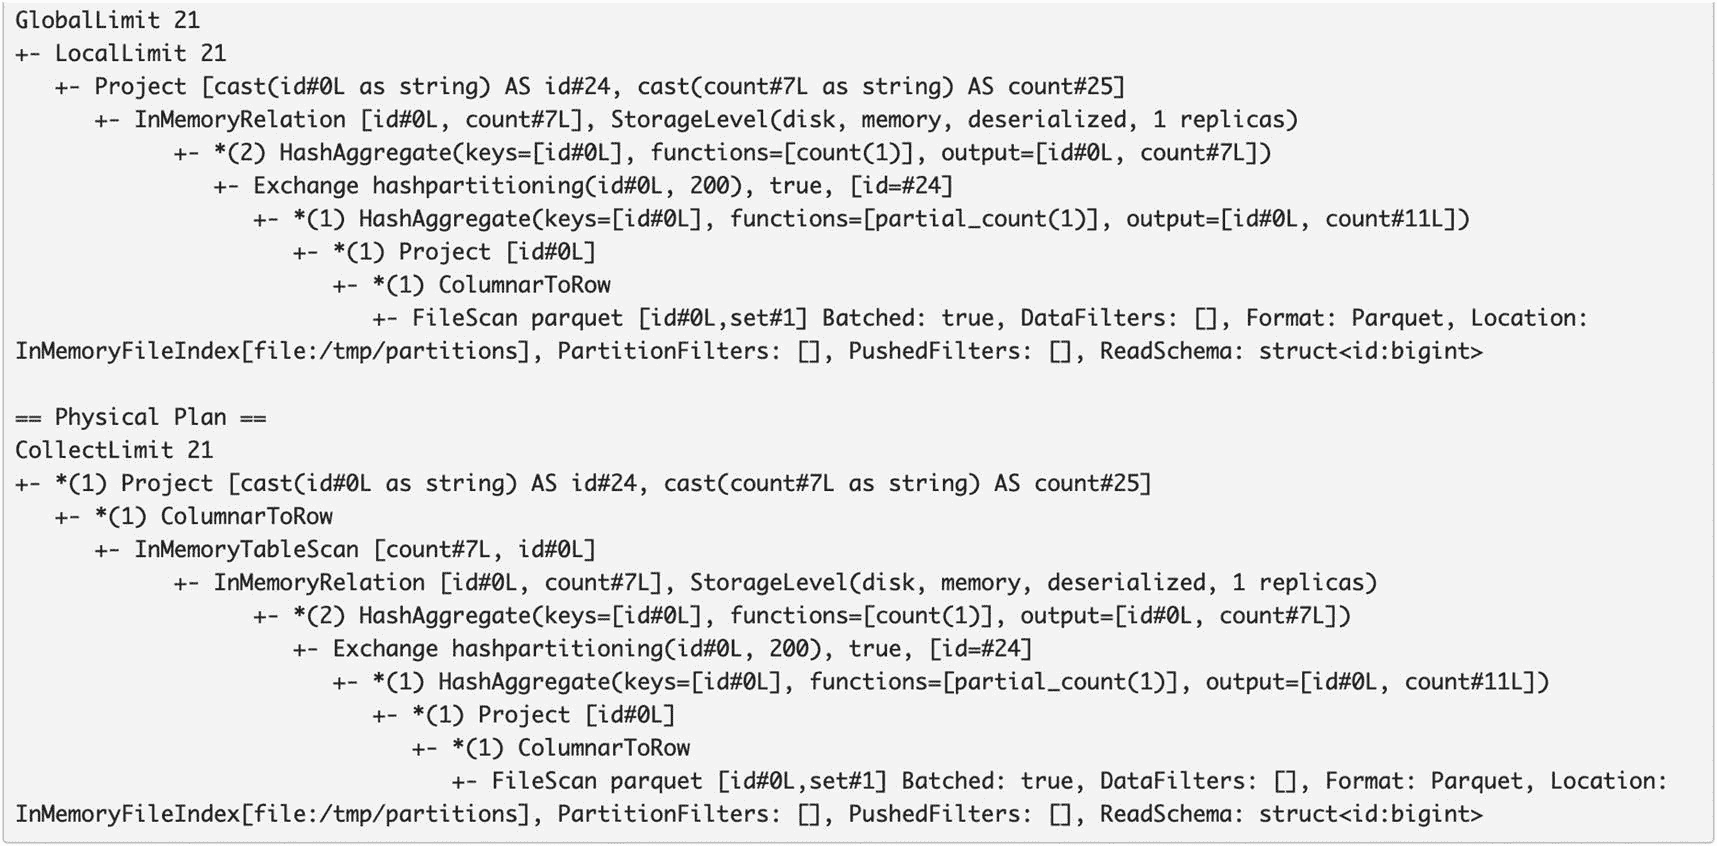 GlobalLimit 21
+- LocalLimit 21
   +- Project [cast(id#0L as string) AS id#24, cast(count#7L as string) AS count#25]
      +- InMemoryRelation [id#0L, count#7L], StorageLevel(disk, memory, deserialized, 1 replicas)
            +- *(2) HashAggregate(keys=[id#0L], functions=[count(1)], output=[id#0L, count#7L])
               +- Exchange hashpartitioning(id#0L, 200), true, [id=#24]
                  +- *(1) HashAggregate(keys=[id#0L], functions=[partial_count(1)], output=[id#0L, count#11L])
                     +- *(1) Project [id#0L]
                        +- *(1) ColumnarToRow
                           +- FileScan parquet [id#0L,set#1] Batched: true, DataFilters: [], Format: Parquet, Location:
InMemoryFileIndex[file:/tmp/partitions], PartitionFilters: [], PushedFilters: [], ReadSchema: struct<id:bigint>

== Physical Plan ==
CollectLimit 21
+- *(1) Project [cast(id#0L as string) AS id#24, cast(count#7L as string) AS count#25]
   +- *(1) ColumnarToRow
      +- InMemoryTableScan [count#7L, id#0L]
            +- InMemoryRelation [id#0L, count#7L], StorageLevel(disk, memory, deserialized, 1 replicas)
                  +- *(2) HashAggregate(keys=[id#0L], functions=[count(1)], output=[id#0L, count#7L])
                     +- Exchange hashpartitioning(id#0L, 200), true, [id=#24]
                        +- *(1) HashAggregate(keys=[id#0L], functions=[partial_count(1)], output=[id#0L, count#11L])
                           +- *(1) Project [id#0L]
                              +- *(1) ColumnarToRow
                                 +- FileScan parquet [id#0L,set#1] Batched: true, DataFilters: [], Format: Parquet, Location:
InMemoryFileIndex[file:/tmp/partitions], PartitionFilters: [], PushedFilters: [], ReadSchema: struct<id:bigint>